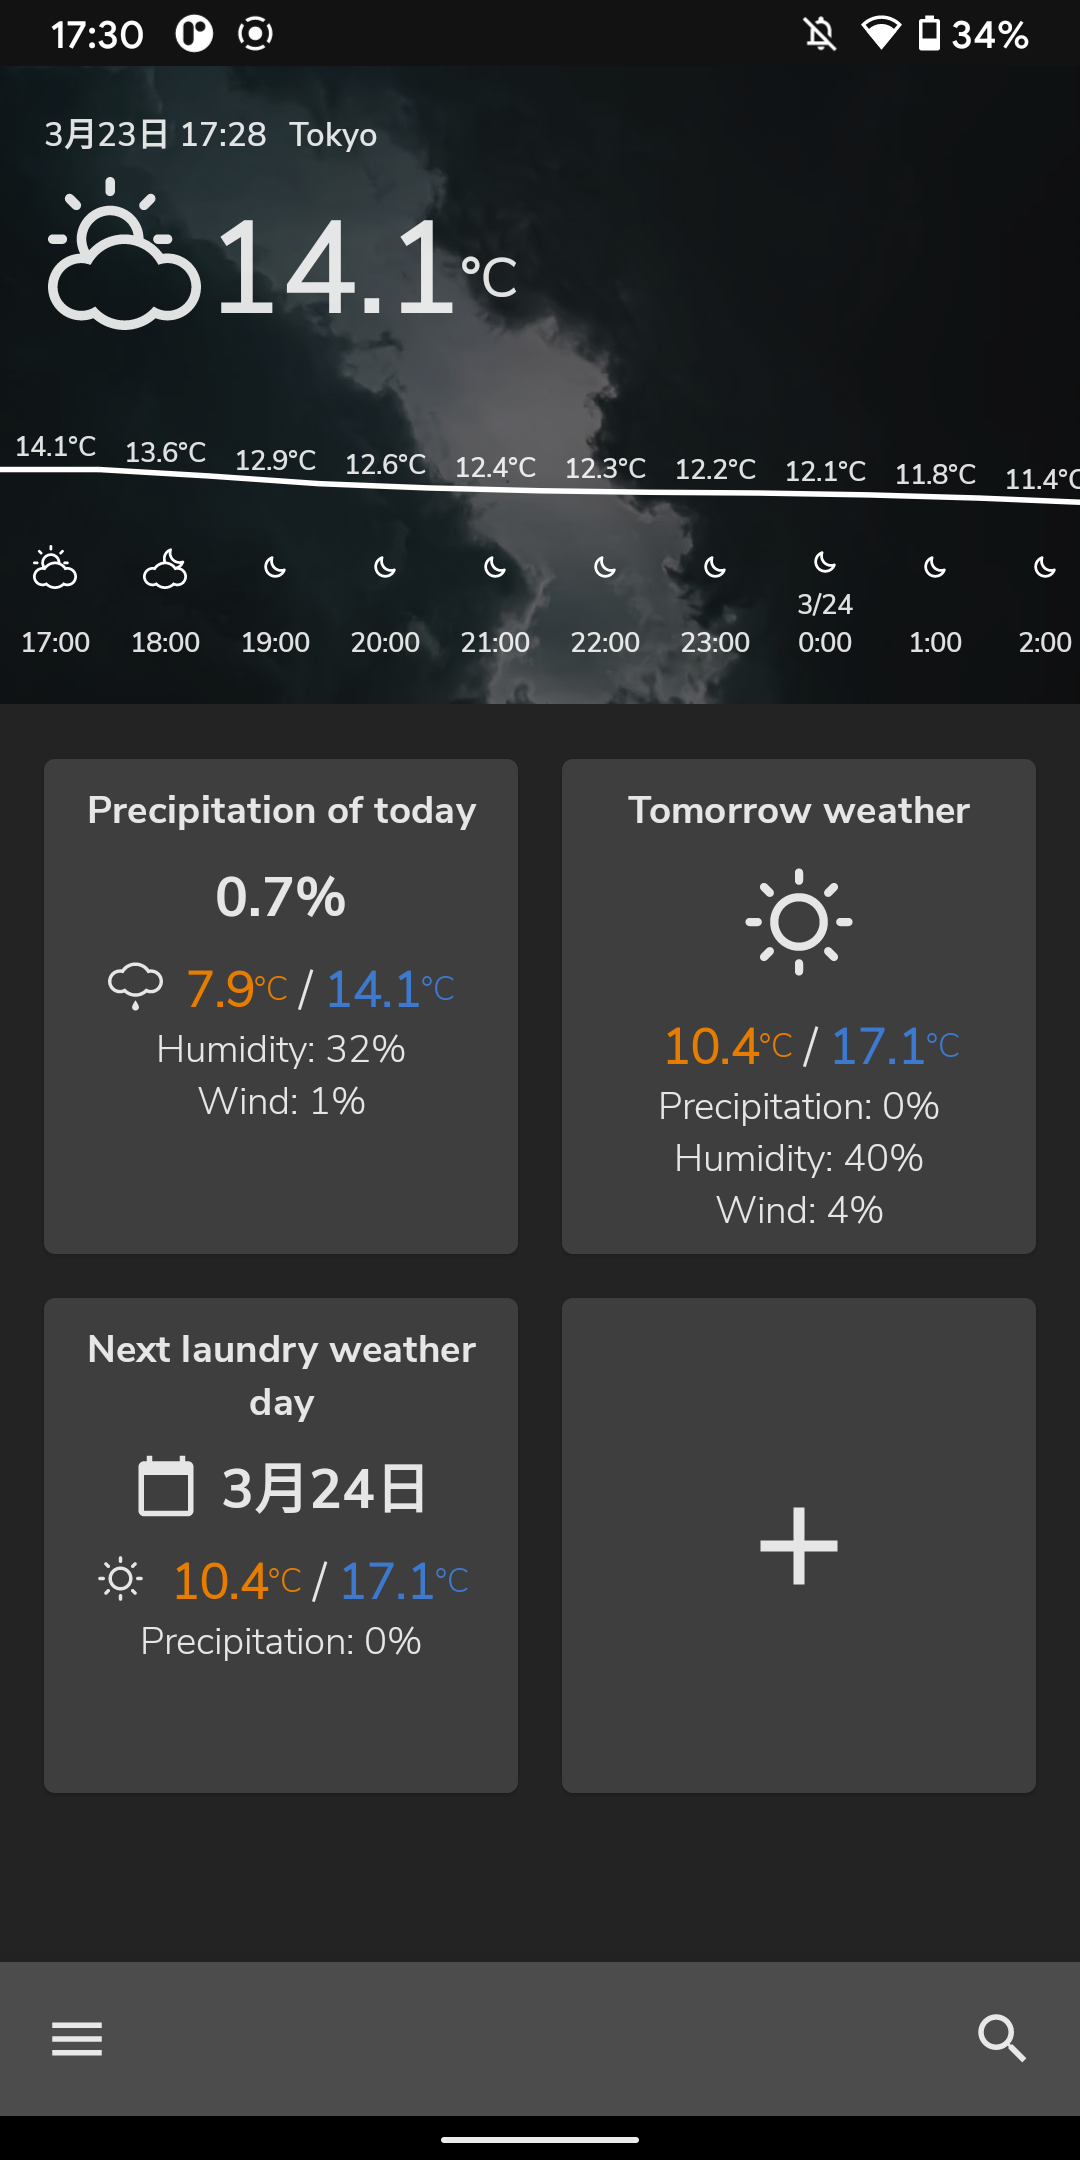 17:30 34%
3月23日 17:28 Tokyo
14.1°C
14.1°C 13.6°C 12.9°C 12.6°C 12.4°C 12.3°C 12.2°C 12.1°C 11.8°C 11.4°C
3/24
17:00 18:00 19:00 20:00 21:00 22:00 23:00 0:00 1:00 2:00
Precipitation of today
0.7%
7.9°C / 14.1°C
Humidity: 32%
Wind: 1%
Tomorrow weather
10.4°C / 17.1°C
Precipitation: 0%
Humidity: 40%
Wind: 4%
Next laundry weather
day
3月24日
10.4°C / 17.1°C
Precipitation: 0%